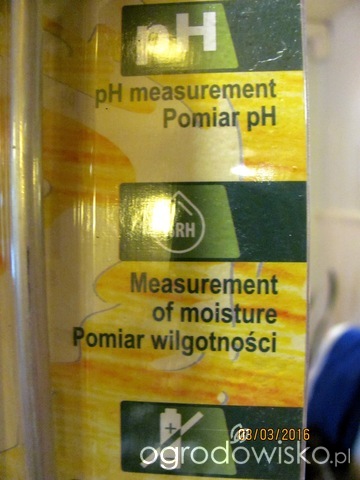 pH
pH measurement
Pomiar pH
RH
Measurement
of moisture
Pomiar wilgotności
08/03/2016
ogrodowisko.pl